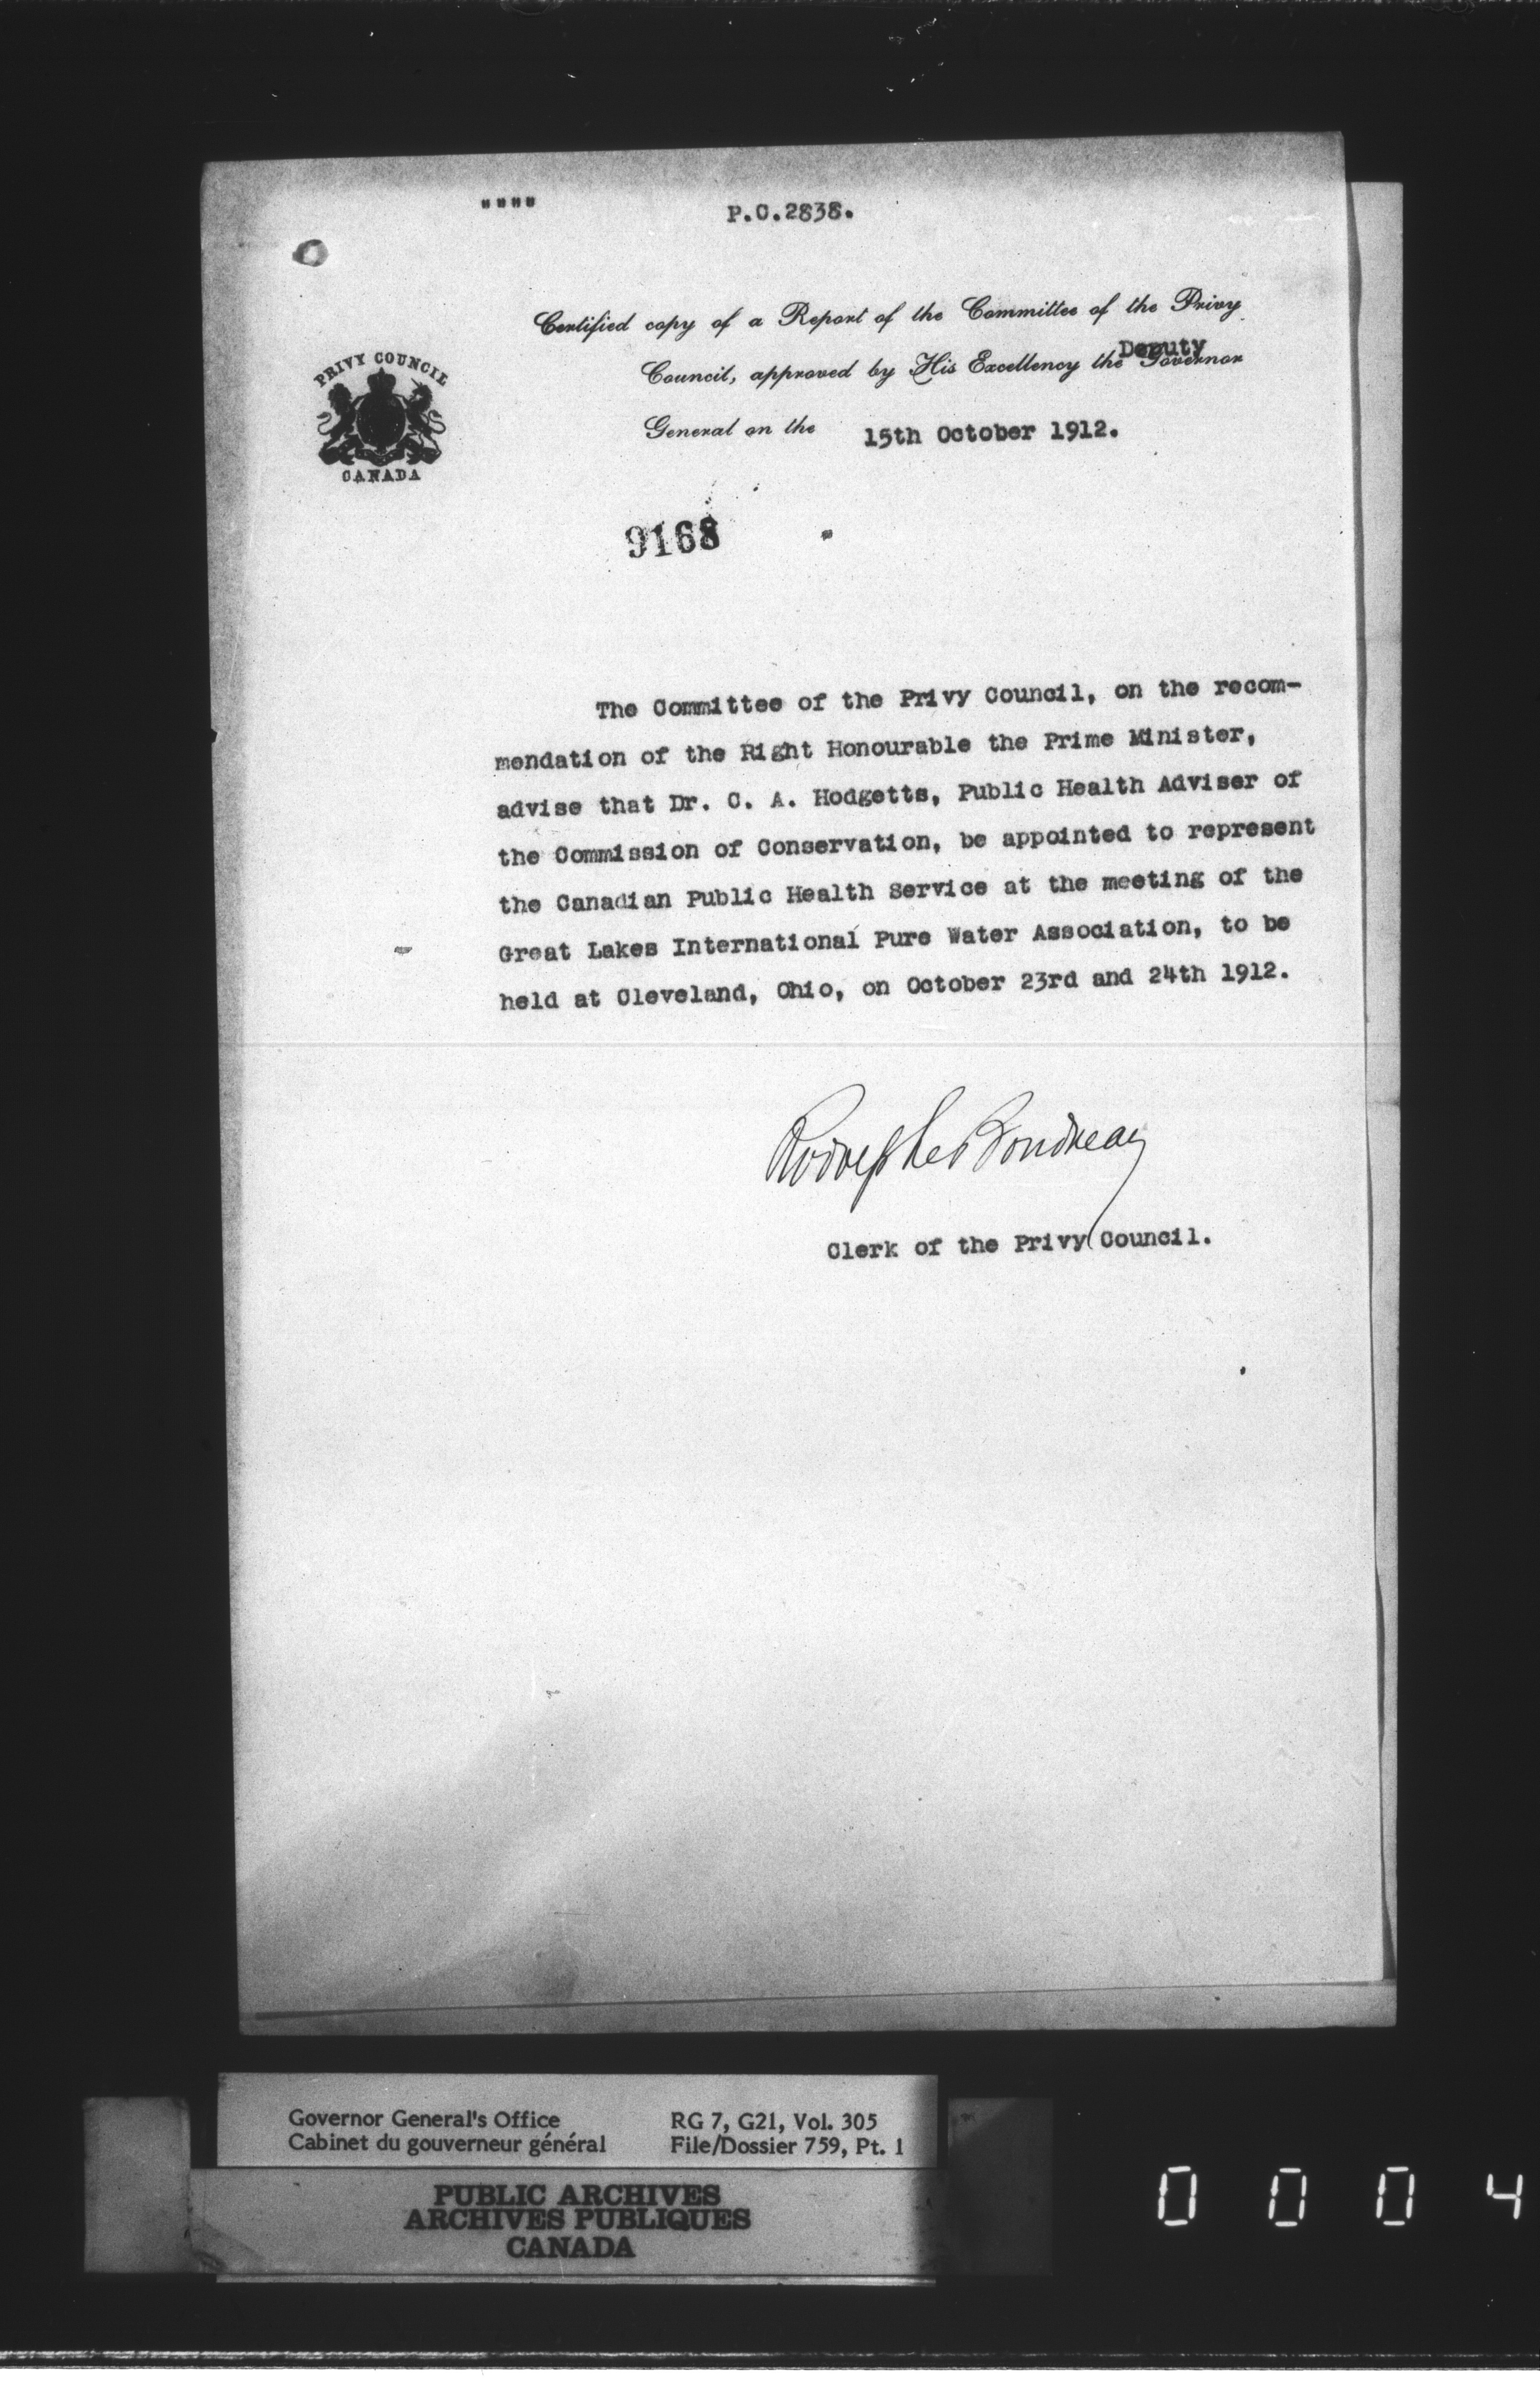 """"
P.C.2838.
Certified copy of a Report of the Committee of the Privy
Deputy
Council, approved by His Excellency the Governor
General on the 15th October 1912.
PRIVY COUNCIL
CANADA
9168
The Committee of the Privy Council, on the recom-
mendation of the Right Honourable the Prime Minister,
advise that Dr. C. A. Hodgetts, Public Health Adviser of
the Commission of Conservation, be appointed to represent
the Canadian Public Health Service at the meeting of the
Great Lakes International Pure Water Association, to be
held at Cleveland, Ohio, on October 23rd and 24th 1912.
Rodolphe Boudreau
Clerk of the Privy Council.
Governor General's Office RG 7, G21, Vol. 305
Cabinet du gouverneur général File/Dossier 759, Pt. 1
PUBLIC ARCHIVES
ARCHIVES PUBLIQUES
CANADA
0 0 0 4